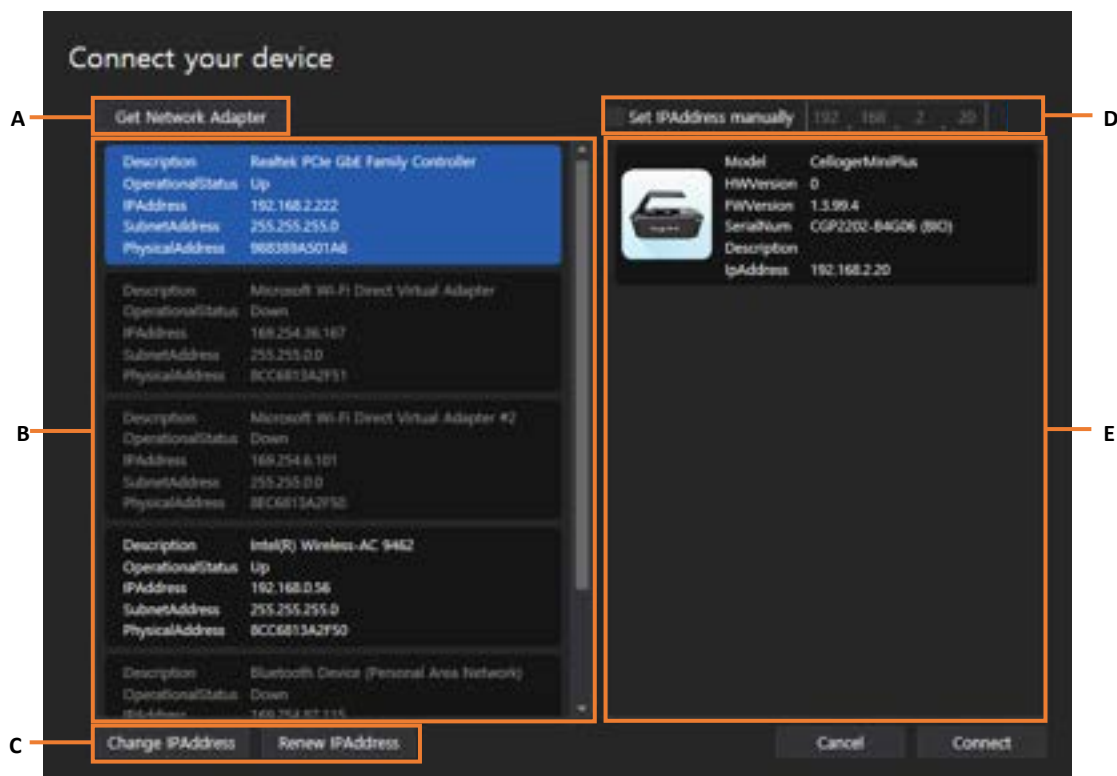 Connect your device
A
Get Network Adapter
Set IPAddress manually 192 . 168 . 2 . 20
D
Description Realtek PCIe GbE Family Controller
OperationalStatus Up
IPAddress 192.168.2.222
SubnetAddress 255.255.255.0
PhysicalAddress 988389A501A6
Description Microsoft Wi-Fi Direct Virtual Adapter
OperationalStatus Down
IPAddress 169.254.36.167
SubnetAddress 255.255.0.0
PhysicalAddress 8CC6813A2F51
Description Microsoft Wi-Fi Direct Virtual Adapter #2
OperationalStatus Down
IPAddress 169.254.6.101
SubnetAddress 255.255.0.0
PhysicalAddress 8EC6813A2F50
Description Intel(R) Wireless-AC 9462
OperationalStatus Up
IPAddress 192.168.0.56
SubnetAddress 255.255.255.0
PhysicalAddress 8CC6813A2F50
Description Bluetooth Device (Personal Area Network)
OperationalStatus Down
B
Model CellogerMiniPlus
HWVersion 0
FWVersion 1.3.99.4
SerialNum CGP2202-B4G06 (BIO)
Description
IpAddress 192.168.2.20
E
C
Change IPAddress Renew IPAddress
Cancel Connect